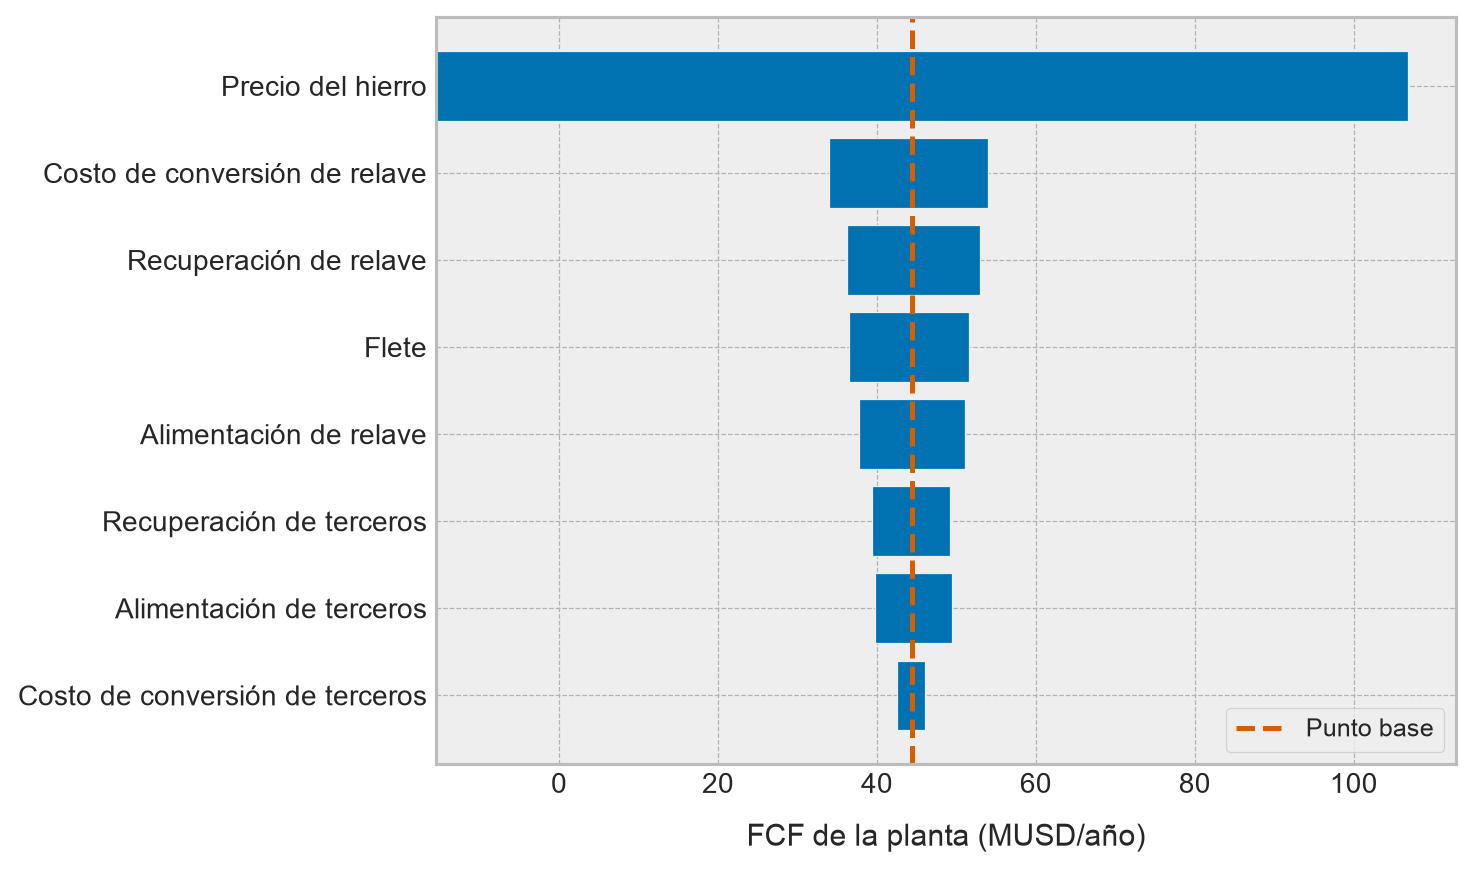 Precio del hierro
Costo de conversión de relave
Recuperación de relave
Flete
Alimentación de relave
Recuperación de terceros
Alimentación de terceros
Costo de conversión de terceros
Punto base
0 20 40 60 80 100
FCF de la planta (MUSD/año)